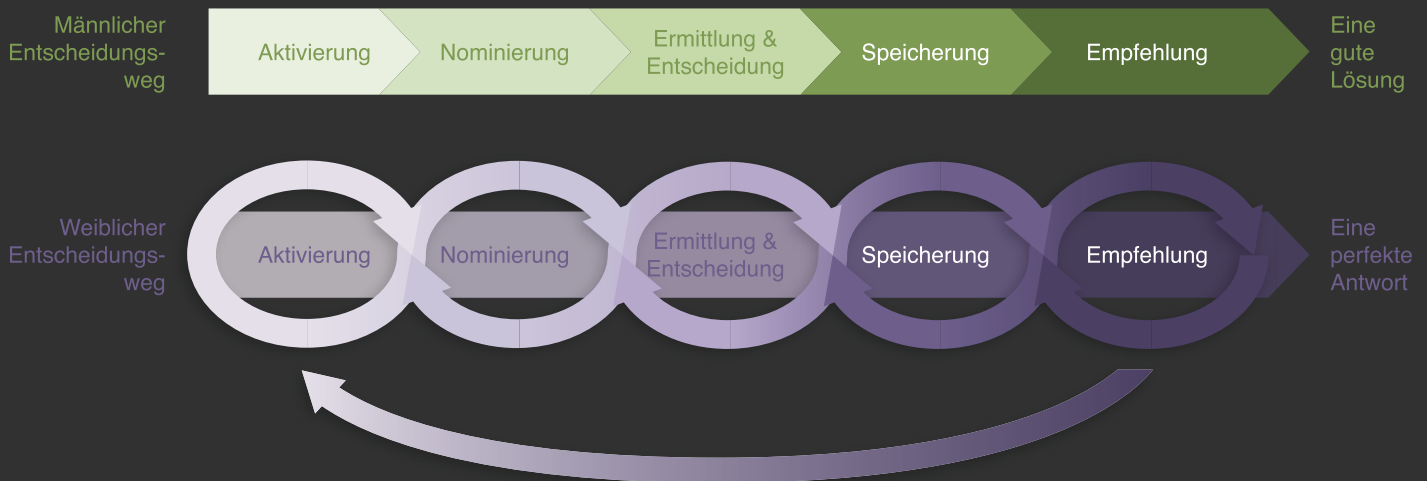 Männlicher
Entscheidungs-
weg
Aktivierung
Nominierung
Ermittlung &
Entscheidung
Speicherung
Empfehlung
Eine
gute
Lösung
Weiblicher
Entscheidungs-
weg
Aktivierung
Nominierung
Ermittlung &
Entscheidung
Speicherung
Empfehlung
Eine
perfekte
Antwort